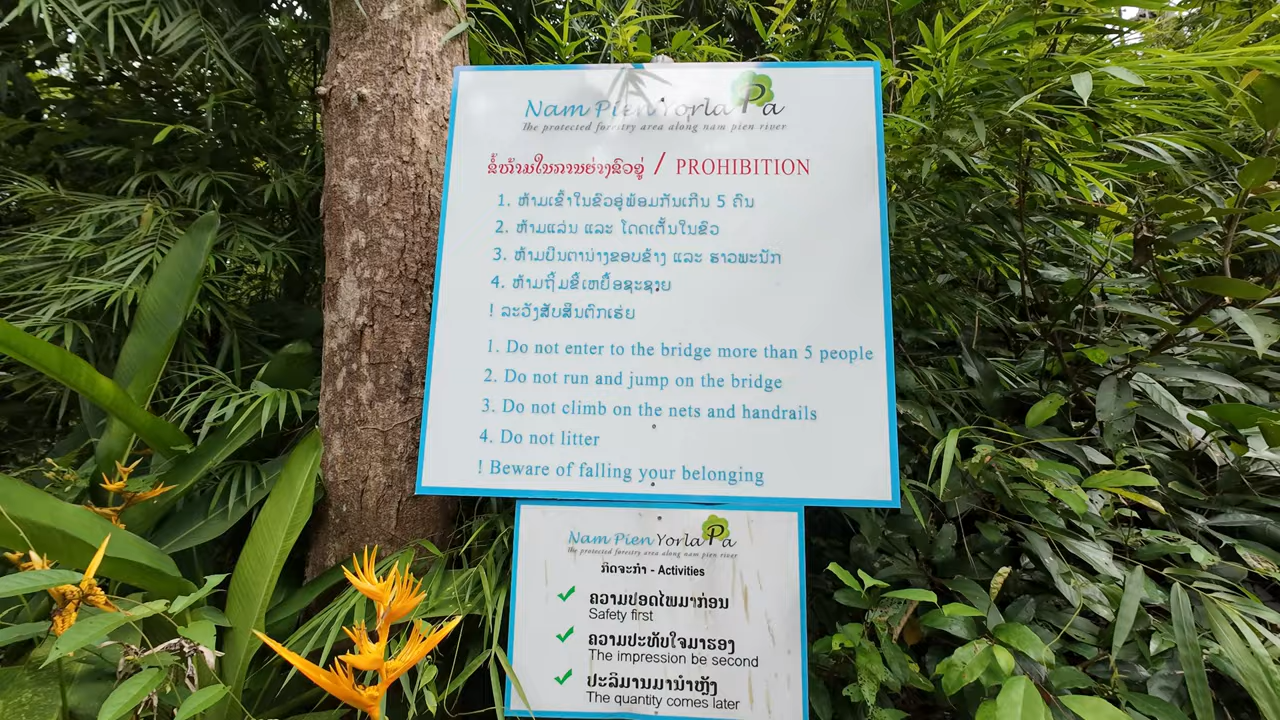 Nam Pien Yorla Pa
The protected forestry area along nam pien river
ຂໍ້ຫ້າມໃນການຍ່າງຂົວອູ່ / PROHIBITION
1. ຫ້າມເຂົ້າໃນຂົວອູ່ພ້ອມກັນເກີນ 5 ຄົນ
2. ຫ້າມແລ່ນ ແລະ ໂດດເຕັ້ນໃນຂົວ
3. ຫ້າມປີນຕາໜ່າງຂອບຂ້າງ ແລະ ຮາວພະນັກ
4. ຫ້າມຖິ້ມຂີ້ເຫຍື້ອຊະຊາຍ
! ລະວັງສັບສິນຕົກເຮ່ຍ
1. Do not enter to the bridge more than 5 people
2. Do not run and jump on the bridge
3. Do not climb on the nets and handrails
4. Do not litter
! Beware of falling your belonging
Nam Pien Yorla Pa
The protected forestry area along nam pien river
ກິດຈະກຳ - Activities
ຄວາມປອດໄພມາກ່ອນ
Safety first
ຄວາມປະທັບໃຈມາຮອງ
The impression be second
ປະລິມານມານຳຫຼັງ
The quantity comes later